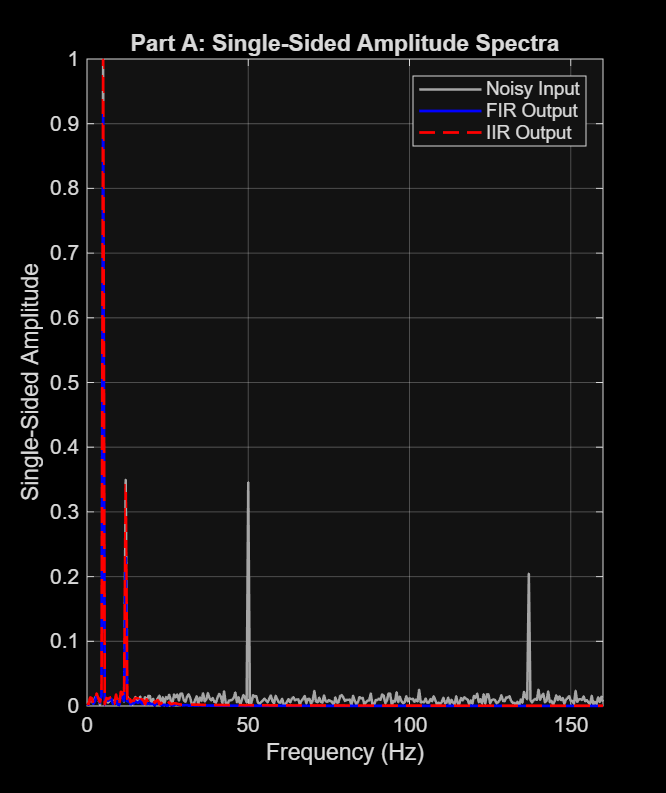 Part A: Single-Sided Amplitude Spectra
Noisy Input
FIR Output
IIR Output
1
0.9
0.8
0.7
0.6
0.5
0.4
0.3
0.2
0.1
0
Single-Sided Amplitude
0 50 100 150
Frequency (Hz)